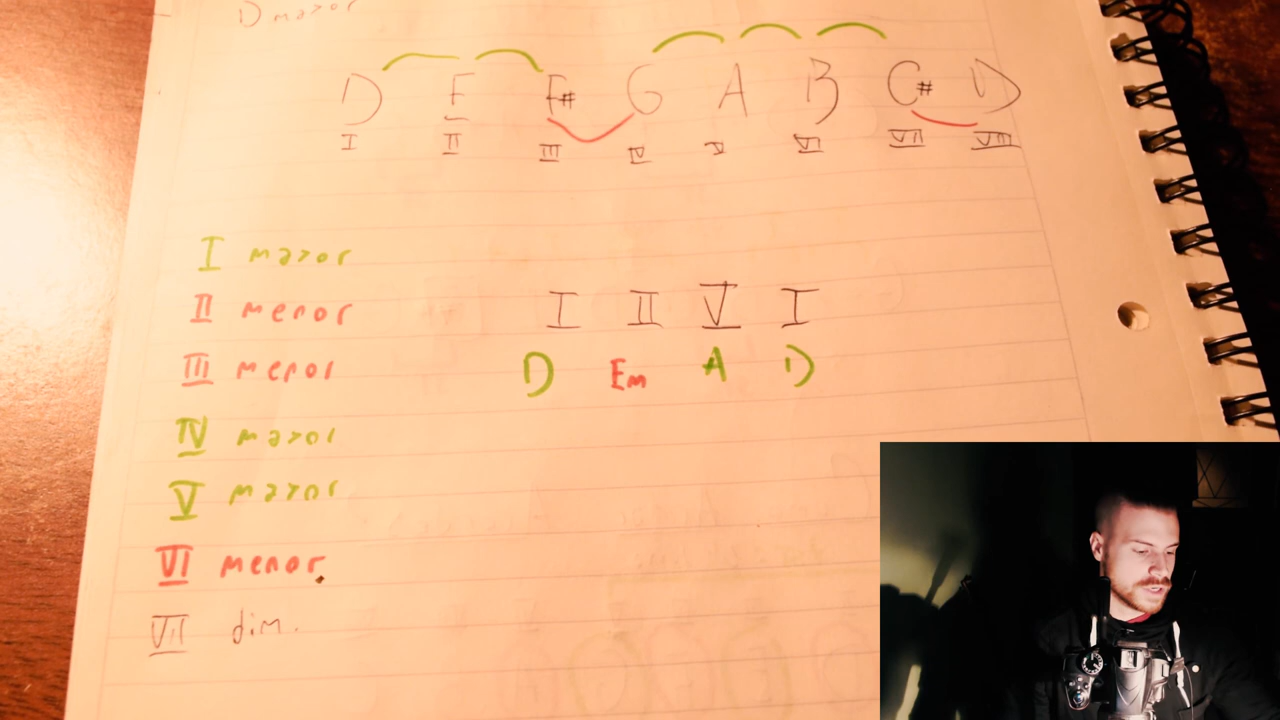 D mayor
D E F# G A B C# D
I II III IV V VI VII VIII
I mayor
II menor
III menor
IV mayor
V mayor
VI menor
VII dim.
I II V I
D Em A D